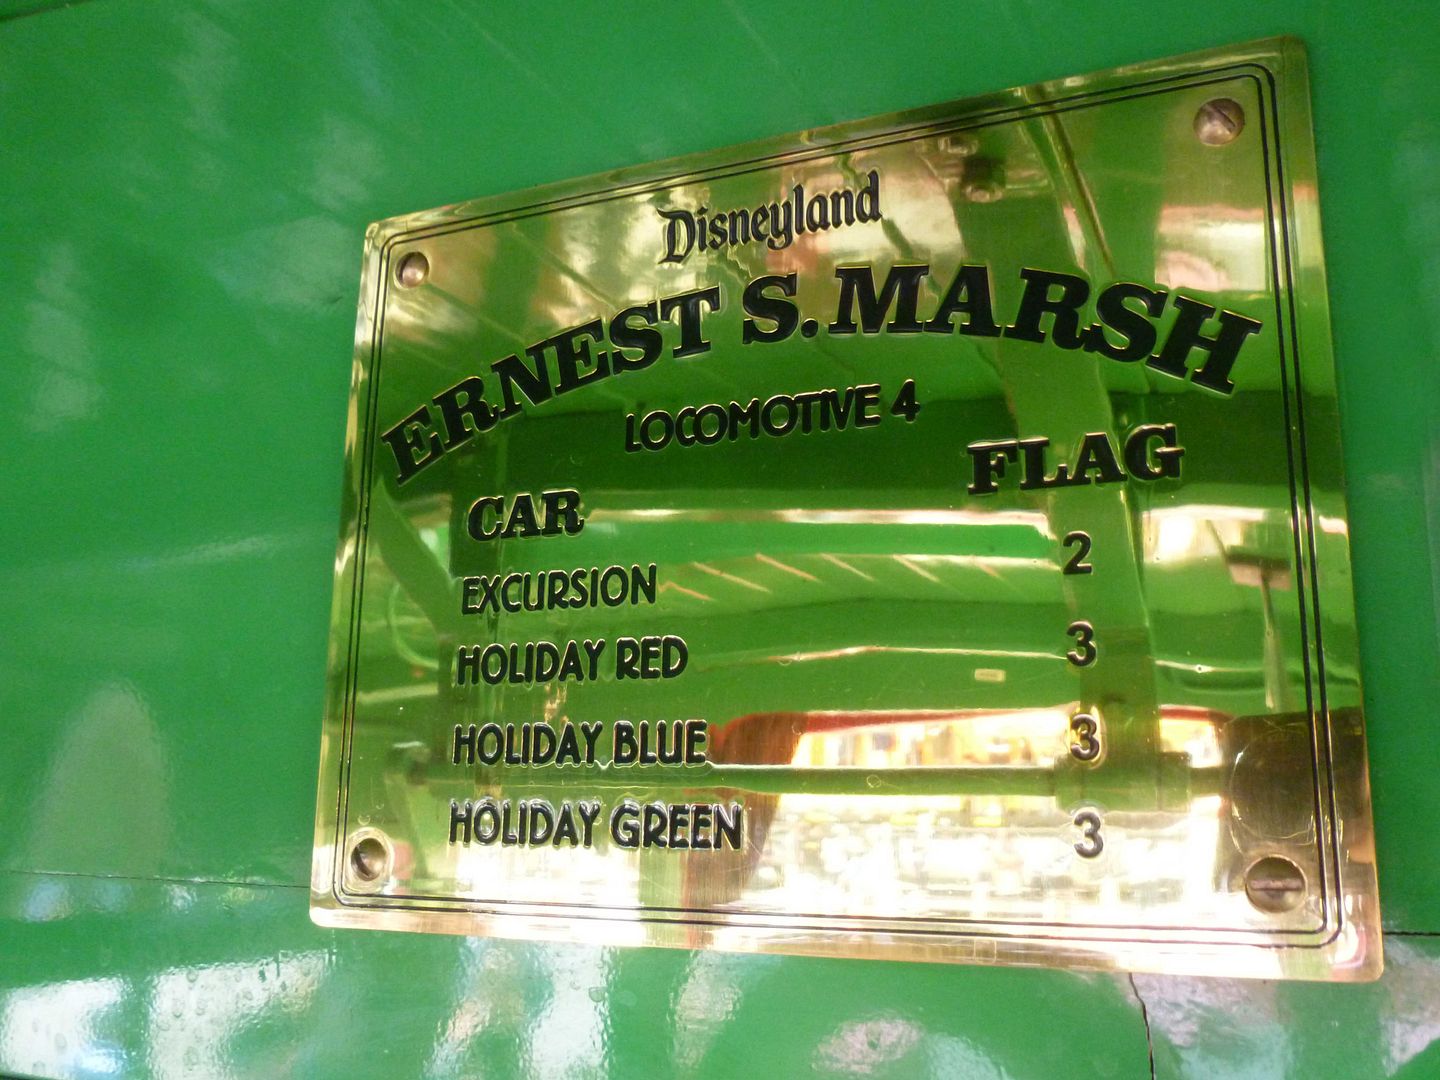 Disneyland
ERNEST S. MARSH
LOCOMOTIVE 4
CAR FLAG
EXCURSION 2
HOLIDAY RED 3
HOLIDAY BLUE 3
HOLIDAY GREEN 3